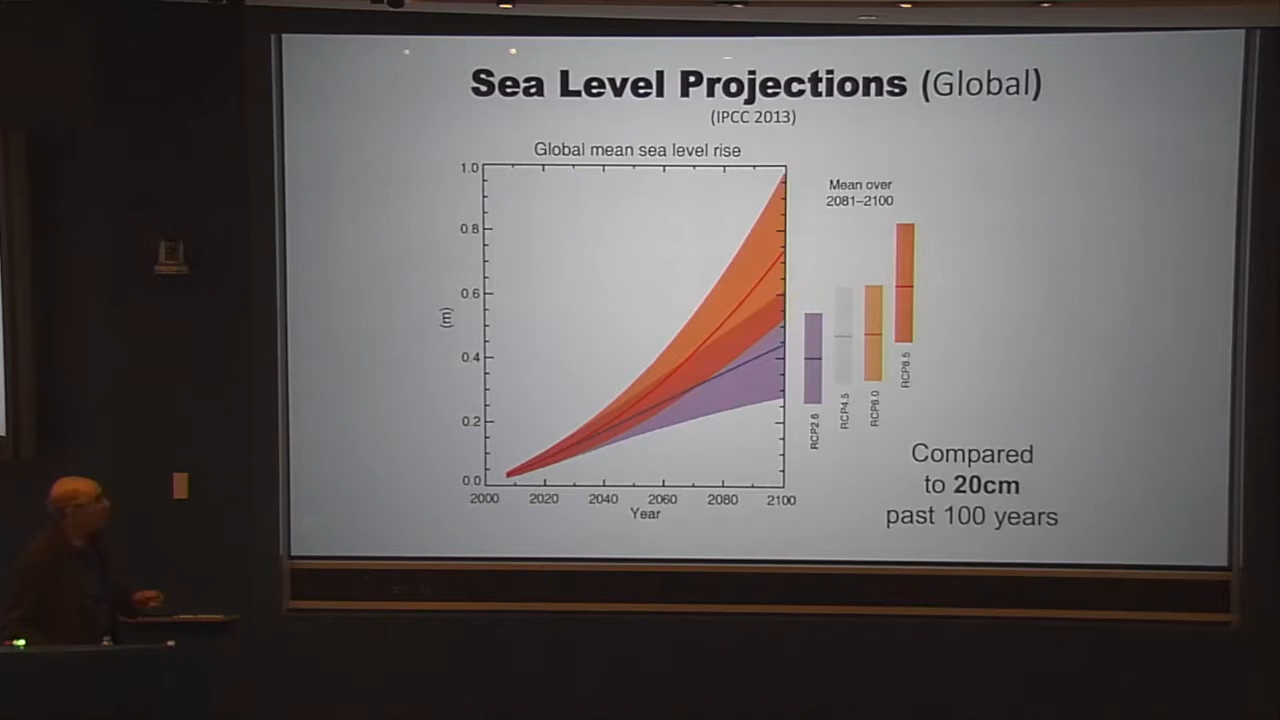 Sea Level Projections (Global)
(IPCC 2013)
Global mean sea level rise
1.0
0.8
0.6
0.4
0.2
0.0
(m)
2000 2020 2040 2060 2080 2100
Year
Mean over
2081–2100
RCP2.6
RCP4.5
RCP6.0
RCP8.5
Compared
to 20cm
past 100 years